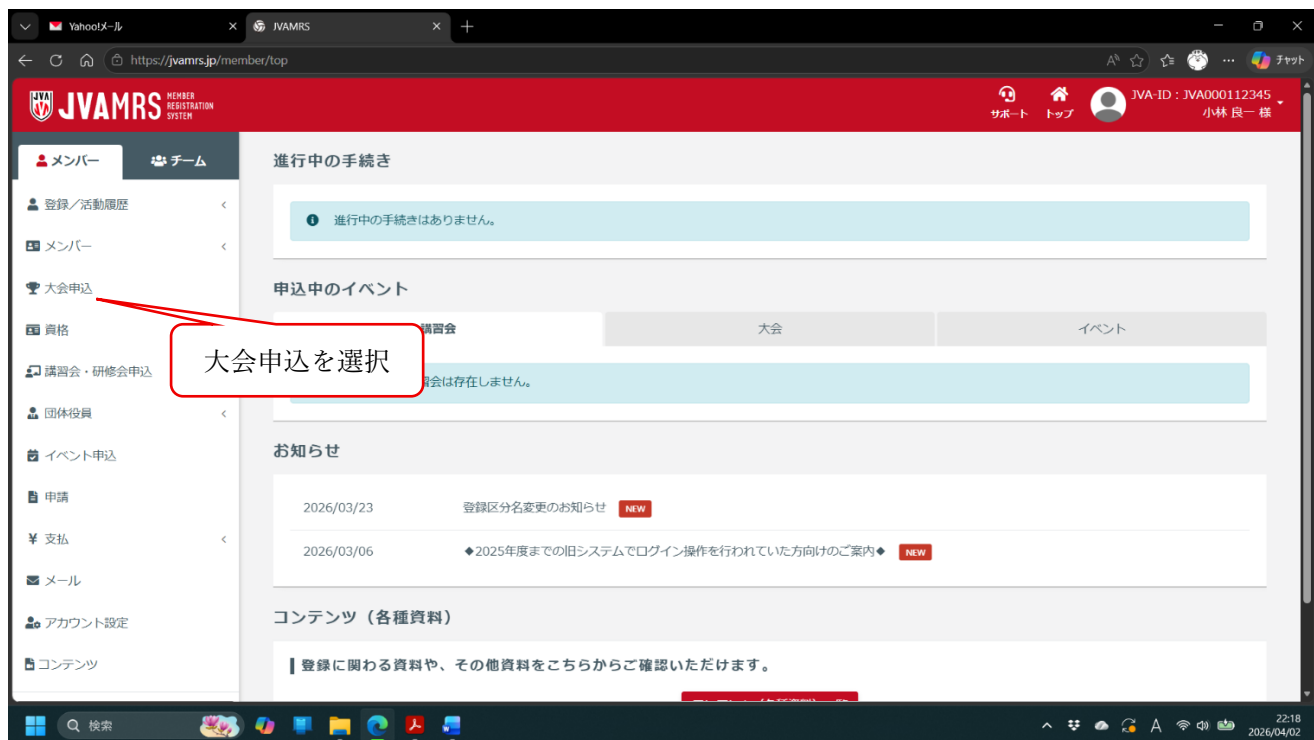 Yahoo!メール
JVAMRS
https://jvamrs.jp/member/top
チャット
JVA
JVAMRS
MEMBER
REGISTRATION
SYSTEM
サポート
トップ
JVA-ID : JVA000112345
小林 良一 様
メンバー
チーム
登録／活動履歴
メンバー
大会申込
資格
講習会・研修会申込
団体役員
イベント申込
申請
¥ 支払
メール
アカウント設定
コンテンツ
大会申込を選択
進行中の手続き
進行中の手続きはありません。
申込中のイベント
講習会
大会
イベント
習会は存在しません。
お知らせ
2026/03/23
登録区分名変更のお知らせ
NEW
2026/03/06
◆2025年度までの旧システムでログイン操作を行われていた方向けのご案内◆
NEW
コンテンツ（各種資料）
登録に関わる資料や、その他資料をこちらからご確認いただけます。
検索
A
22:18
2026/04/02